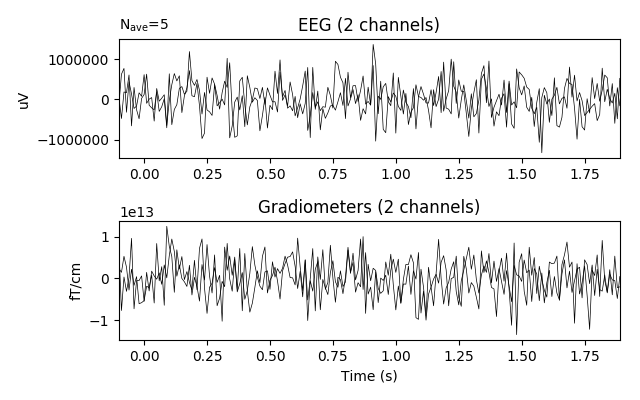 N_ave=5
EEG (2 channels)
1000000
0
−1000000
uV
0.00 0.25 0.50 0.75 1.00 1.25 1.50 1.75
1e13
Gradiometers (2 channels)
1
0
−1
fT/cm
0.00 0.25 0.50 0.75 1.00 1.25 1.50 1.75
Time (s)